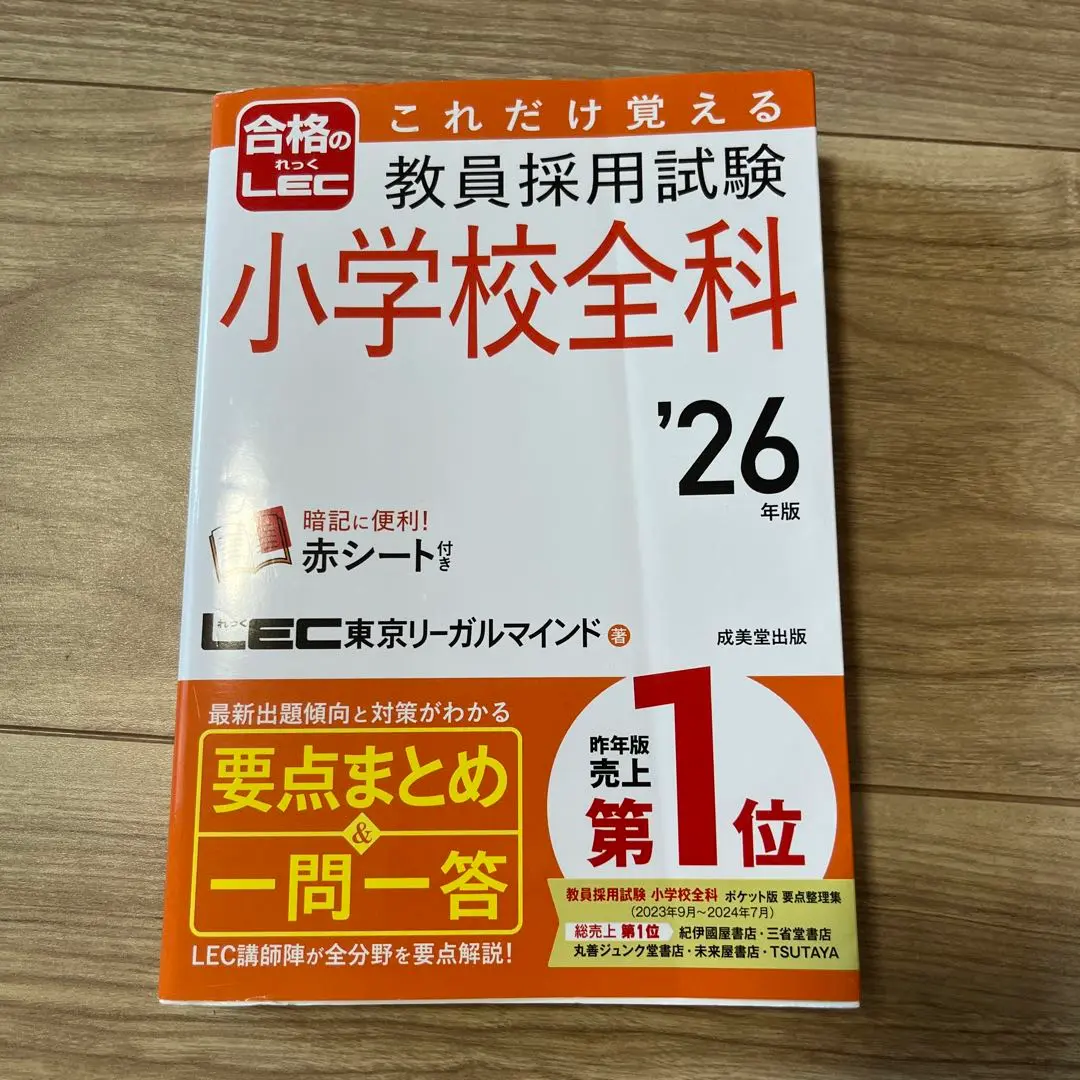 合格の
れっく
LEC
これだけ覚える
教員採用試験
小学校全科
'26
年版
暗記に便利!
赤シート付き
れっく
LEC東京リーガルマインド 著
成美堂出版
最新出題傾向と対策がわかる
要点まとめ
&
一問一答
LEC講師陣が全分野を要点解説!
昨年版
売上
第1位
教員採用試験 小学校全科 ポケット版 要点整理集
(2023年9月~2024年7月)
総売上 第1位 紀伊國屋書店・三省堂書店
丸善ジュンク堂書店・未来屋書店・TSUTAYA